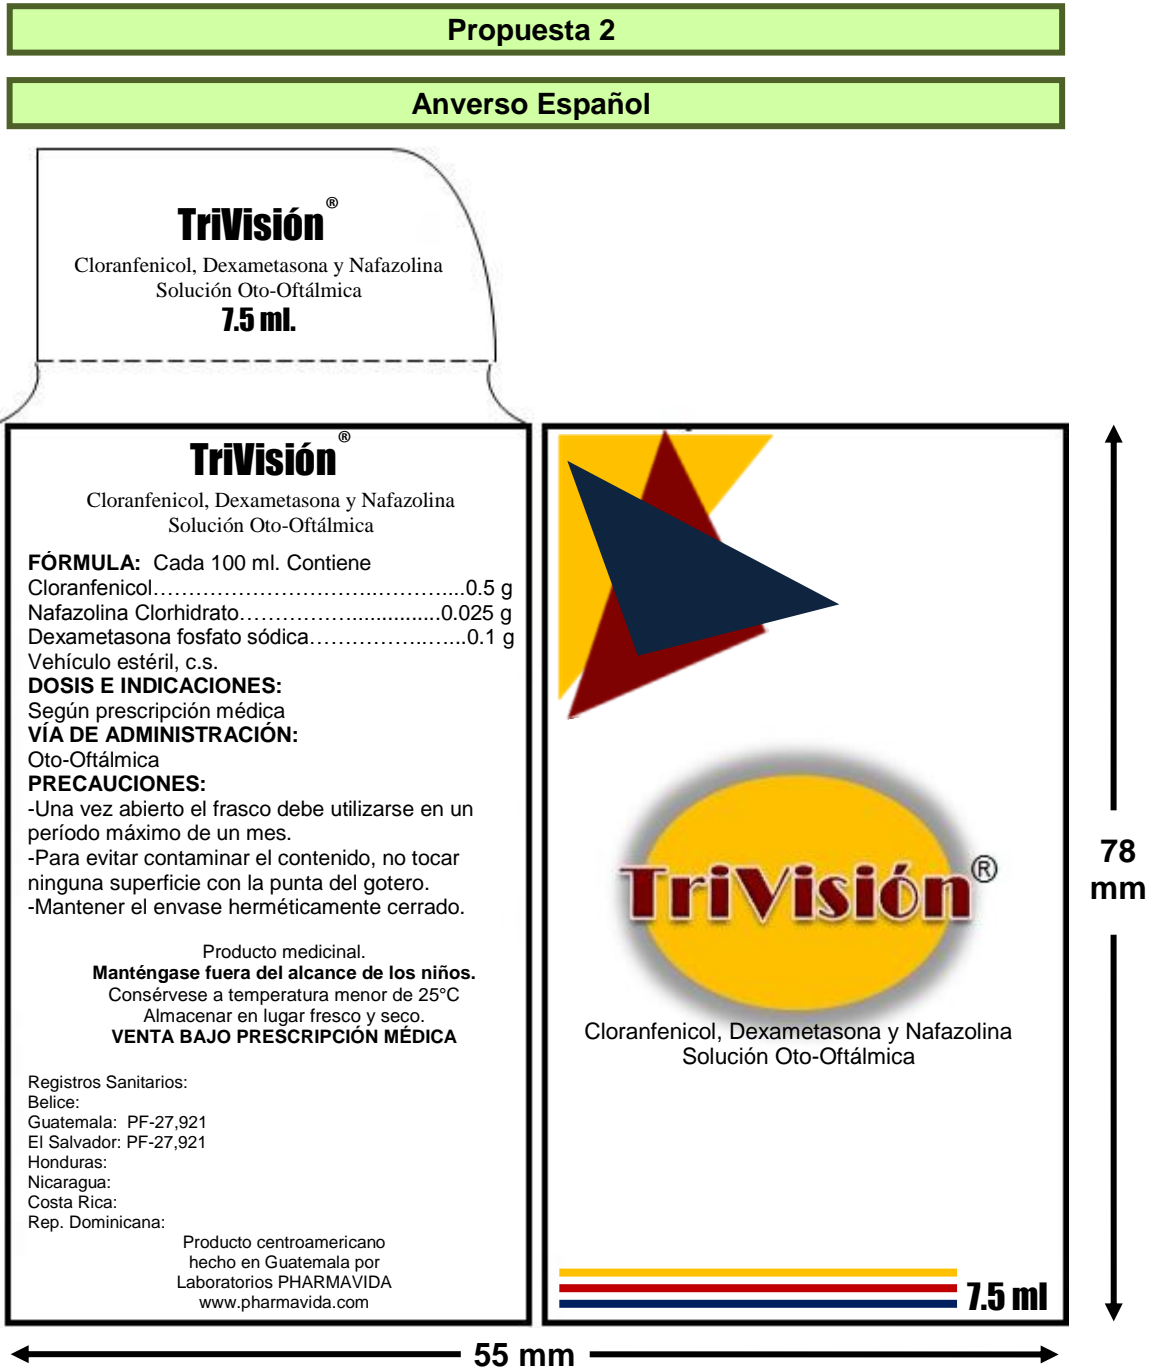 Propuesta 2
Anverso Español
TriVisión®
Cloranfenicol, Dexametasona y Nafazolina
Solución Oto-Oftálmica
7.5 ml.
TriVisión®
Cloranfenicol, Dexametasona y Nafazolina
Solución Oto-Oftálmica
FÓRMULA: Cada 100 ml. Contiene
Cloranfenicol…………………………..………....0.5 g
Nafazolina Clorhidrato……………...............0.025 g
Dexametasona fosfato sódica…………….…...0.1 g
Vehículo estéril, c.s.
DOSIS E INDICACIONES:
Según prescripción médica
VÍA DE ADMINISTRACIÓN:
Oto-Oftálmica
PRECAUCIONES:
-Una vez abierto el frasco debe utilizarse en un
período máximo de un mes.
-Para evitar contaminar el contenido, no tocar
ninguna superficie con la punta del gotero.
-Mantener el envase herméticamente cerrado.
Producto medicinal.
Manténgase fuera del alcance de los niños.
Consérvese a temperatura menor de 25°C
Almacenar en lugar fresco y seco.
VENTA BAJO PRESCRIPCIÓN MÉDICA
Registros Sanitarios:
Belice:
Guatemala: PF-27,921
El Salvador: PF-27,921
Honduras:
Nicaragua:
Costa Rica:
Rep. Dominicana:
Producto centroamericano
hecho en Guatemala por
Laboratorios PHARMAVIDA
www.pharmavida.com
TriVisión®
Cloranfenicol, Dexametasona y Nafazolina
Solución Oto-Oftálmica
7.5 ml
78
mm
55 mm